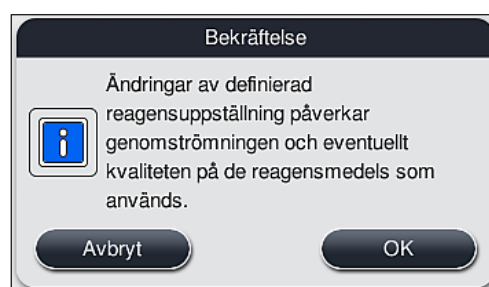 Bekräftelse
Ändringar av definierad
reagensuppställning påverkar
genomströmningen och eventuellt
kvaliteten på de reagensmedels som
används.
Avbryt
OK